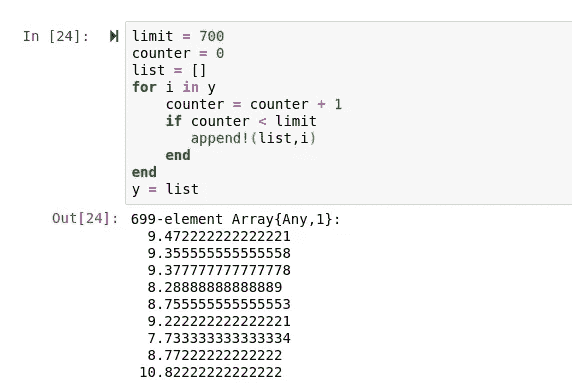 In [24]: limit = 700
counter = 0
list = []
for i in y
counter = counter + 1
if counter < limit
append!(list,i)
end
end
y = list
Out[24]: 699-element Array{Any,1}:
9.472222222222221
9.355555555555558
9.377777777777778
8.28888888888889
8.755555555555553
9.222222222222221
7.733333333333334
8.77222222222222
10.82222222222222